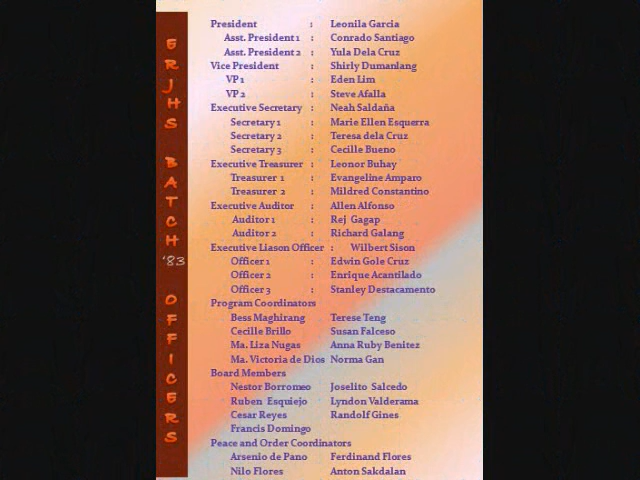 ERJHS BATCH '83 OFFICERS
President : Leonila Garcia
Asst. President 1 : Conrado Santiago
Asst. President 2 : Yula Dela Cruz
Vice President : Shirly Dumanlang
VP 1 : Eden Lim
VP 2 : Steve Afalla
Executive Secretary : Neah Saldaña
Secretary 1 : Marie Ellen Esquerra
Secretary 2 : Teresa dela Cruz
Secretary 3 : Cecille Bueno
Executive Treasurer : Leonor Buhay
Treasurer 1 : Evangeline Amparo
Treasurer 2 : Mildred Constantino
Executive Auditor : Allen Alfonso
Auditor 1 : Rej Gagap
Auditor 2 : Richard Galang
Executive Liason Officer : Wilbert Sison
Officer 1 : Edwin Gole Cruz
Officer 2 : Enrique Acantilado
Officer 3 : Stanley Destacamento
Program Coordinators
Bess Maghirang Terese Teng
Cecille Brillo Susan Falceso
Ma. Liza Nugas Anna Ruby Benitez
Ma. Victoria de Dios Norma Gan
Board Members
Nestor Borromeo Joselito Salcedo
Ruben Esquiejo Lyndon Valderama
Cesar Reyes Randolf Gines
Francis Domingo
Peace and Order Coordinators
Arsenio de Pano Ferdinand Flores
Nilo Flores Anton Sakdalan